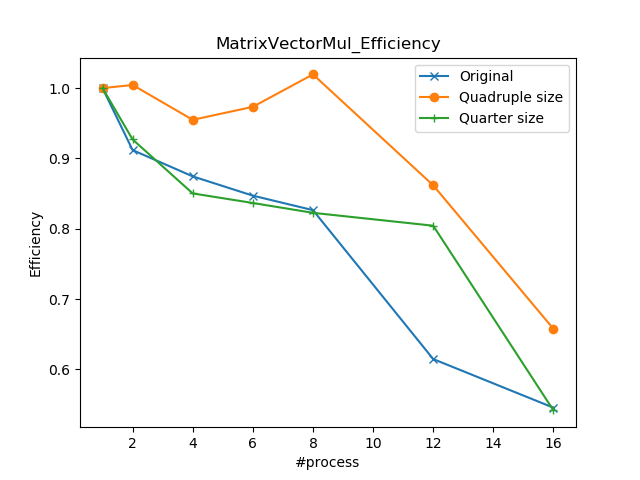 MatrixVectorMul_Efficiency
Efficiency
1.0
0.9
0.8
0.7
0.6
Original
Quadruple size
Quarter size
2 4 6 8 10 12 14 16
#process